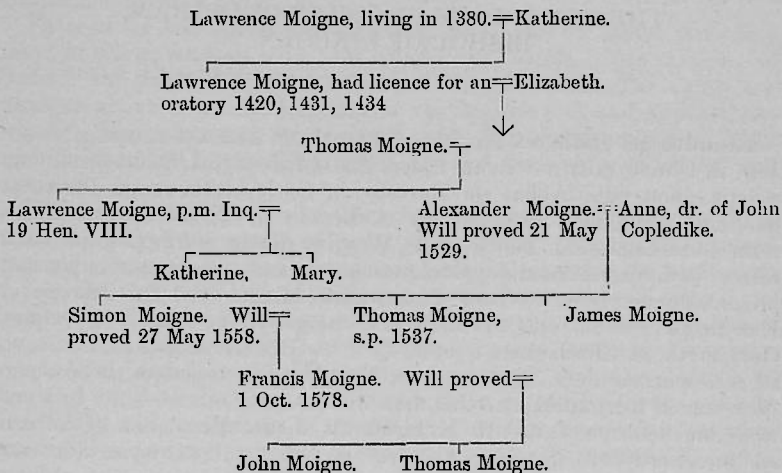 Lawrence Moigne, living in 1380.=Katherine.
Lawrence Moigne, had licence for an=Elizabeth.
oratory 1420, 1431, 1434
Thomas Moigne.=
Lawrence Moigne, p.m. Inq.= Alexander Moigne.=Anne, dr. of John
19 Hen. VIII. Will proved 21 May Copledike.
1529.
Katherine, Mary.
Simon Moigne. Will= Thomas Moigne, James Moigne.
proved 27 May 1558. s.p. 1537.
Francis Moigne. Will proved=
1 Oct. 1578.
John Moigne. Thomas Moigne.